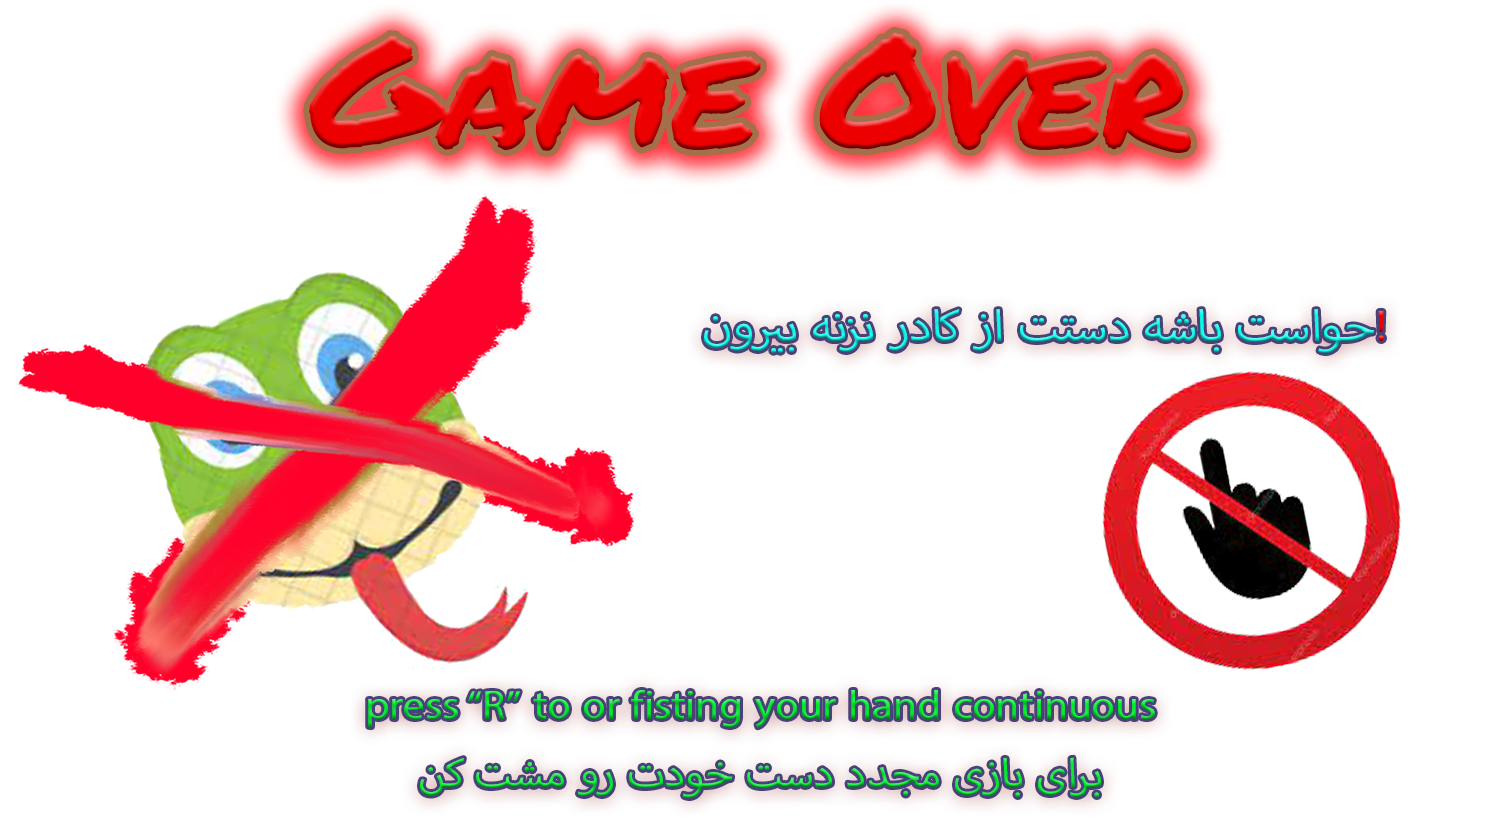 GAME OVER
حواست باشه دستت از کادر نزنه بیرون!
press “R” to or fisting your hand continuous
برای بازی مجدد دست خودت رو مشت کن